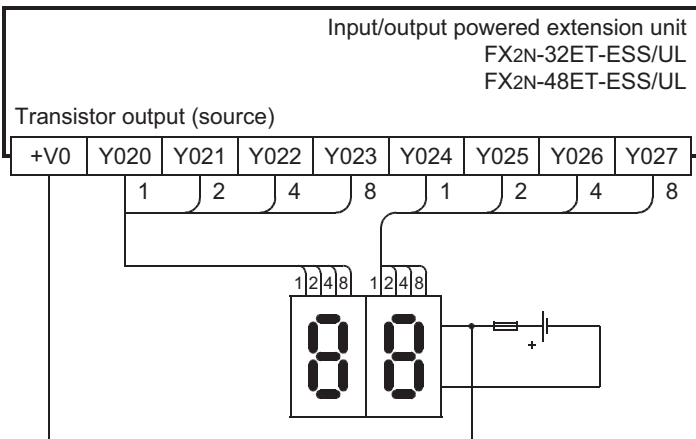 Input/output powered extension unit
FX2N-32ET-ESS/UL
FX2N-48ET-ESS/UL
Transistor output (source)
+V0 Y020 Y021 Y022 Y023 Y024 Y025 Y026 Y027
1 2 4 8 1 2 4 8
1 2 4 8 1 2 4 8
8 8
+